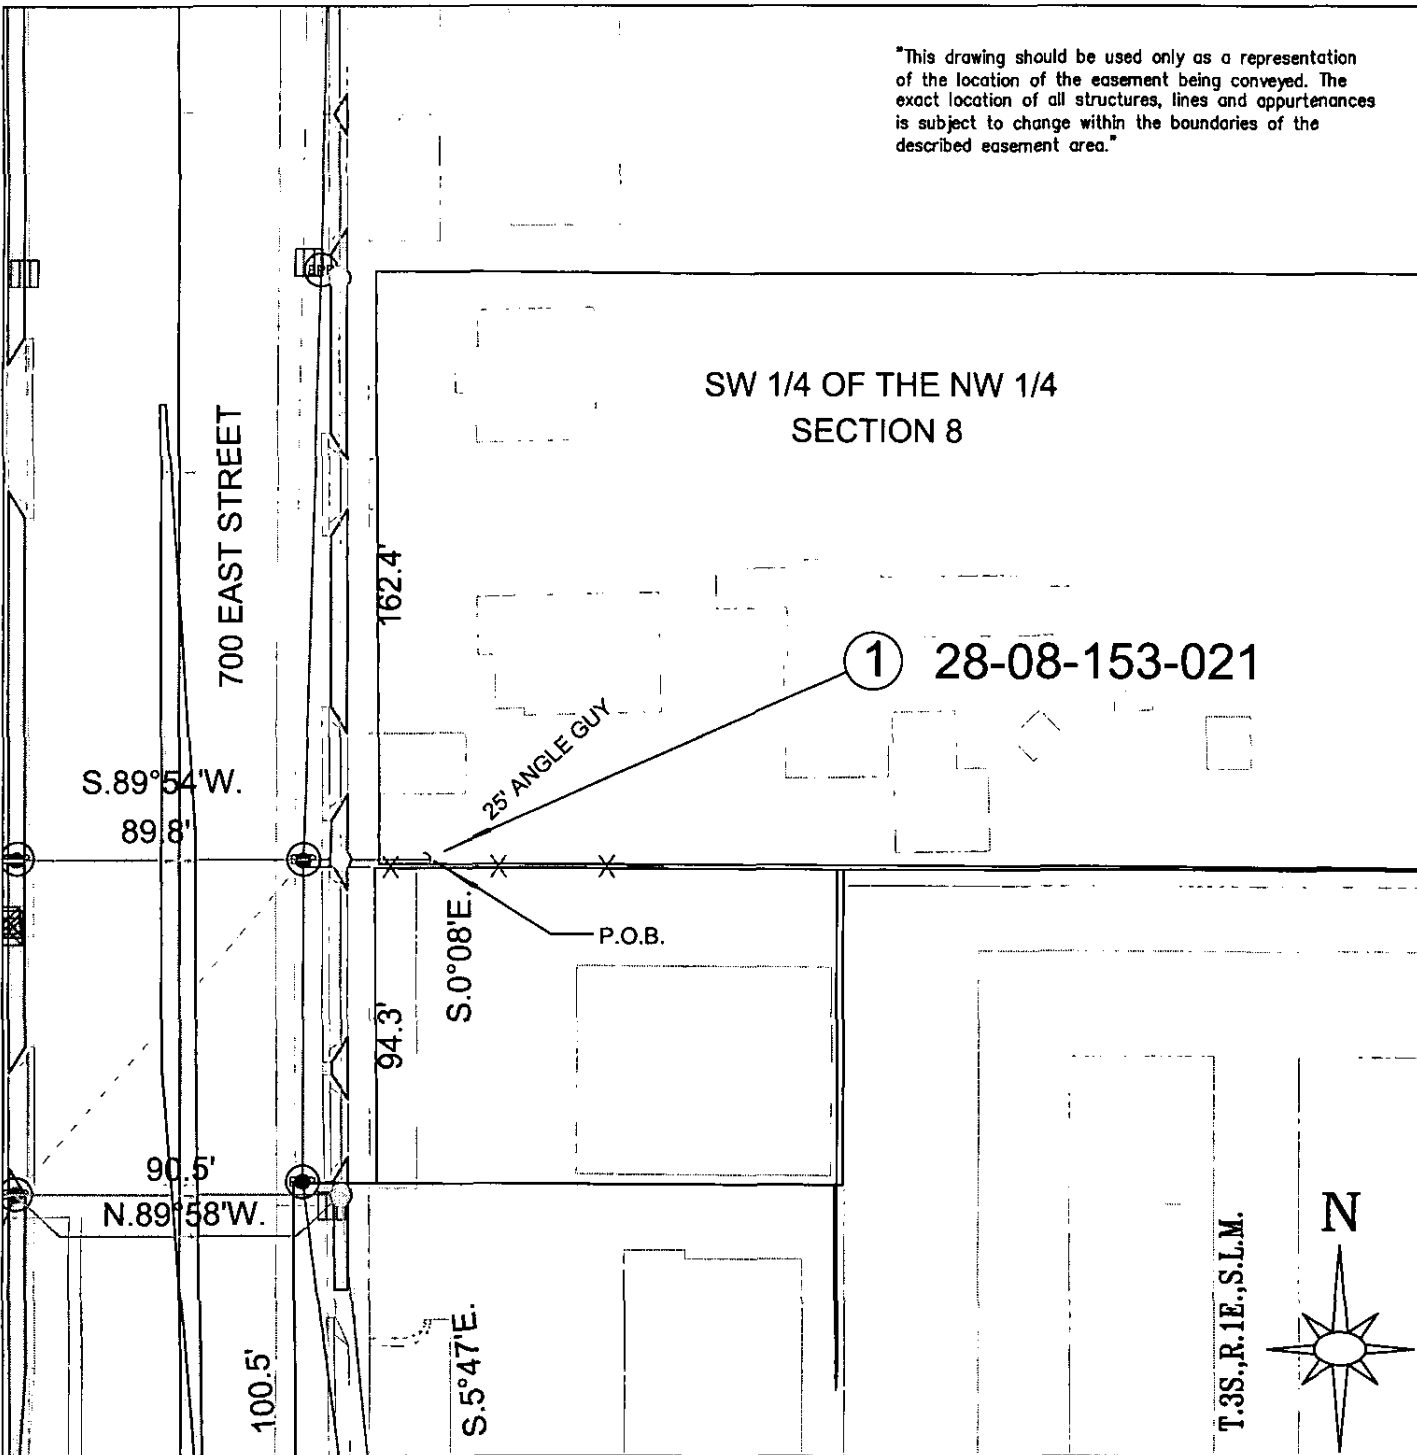 "This drawing should be used only as a representation
of the location of the easement being conveyed. The
exact location of all structures, lines and appurtenances
is subject to change within the boundaries of the
described easement area."
SW 1/4 OF THE NW 1/4
SECTION 8
700 EAST STREET
162.4'
1 28-08-153-021
25' ANGLE GUY
S.89°54'W.
89.8'
P.O.B.
S.0°08'E.
94.3'
90.5'
N.89°58'W.
100.5'
S.5°47'E.
T.3S.,R.1E.,S.L.M.
N